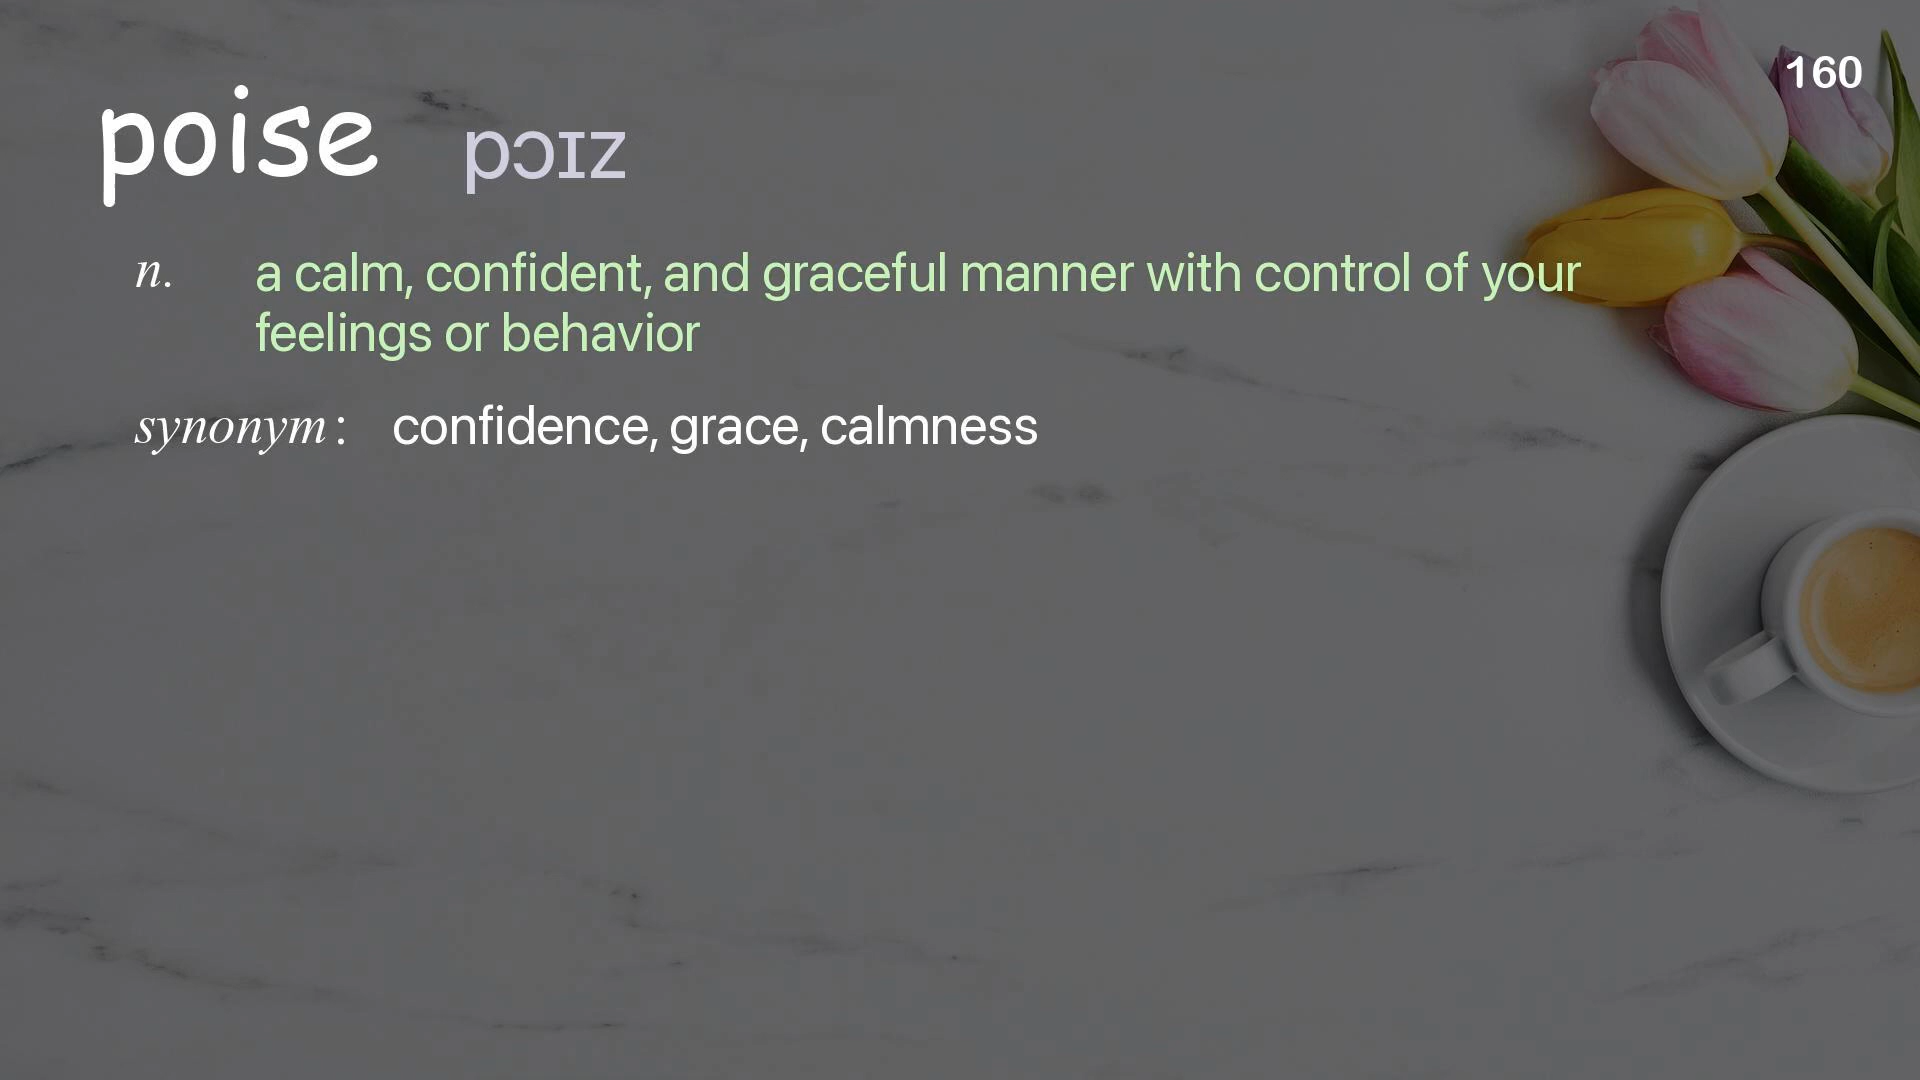 160
poise pɔɪz
n. a calm, confident, and graceful manner with control of your
feelings or behavior
synonym : confidence, grace, calmness